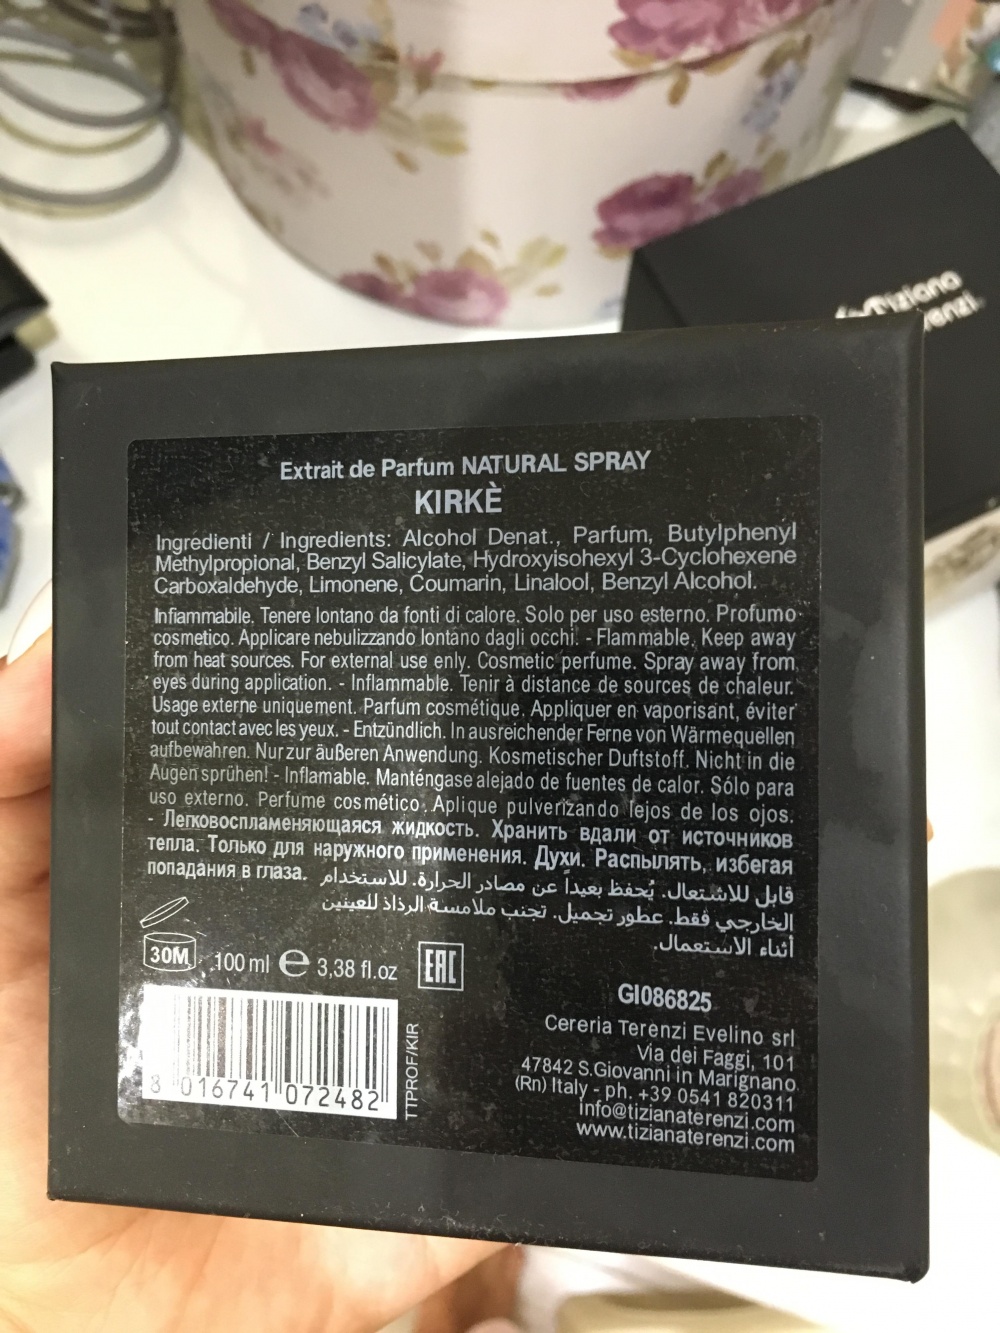 Tiziana
Extrait de Parfum NATURAL SPRAY
KIRKÈ
Ingredienti / Ingredients: Alcohol Denat., Parfum, Butylphenyl
Methylpropional, Benzyl Salicylate, Hydroxyisohexyl 3-Cyclohexene
Carboxaldehyde, Limonene, Coumarin, Linalool, Benzyl Alcohol.
Infiammabile. Tenere lontano da fonti di calore. Solo per uso esterno. Profumo
cosmetico. Applicare nebulizzando lontano dagli occhi. - Flammable. Keep away
from heat sources. For external use enly. Cosmetic perfume. Spray away from
eyes during application. - Inflammable. Tenir à distance de sources de chaleur.
Usage externe uniquement. Parfum cosmétique. Appliquer en vaporisant, éviter
tout contact avec les yeux. - Entzündlich. In ausreichender Ferne von Wärmequellen
aufbewahren. Nur zur äußeren Anwendung. Kosmetischer Duftstoff. Nicht in die
Augen sprühen! - Inflamable. Manténgase alejado de fuentes de calor. Sólo para
uso externo. Perfume cosmético. Aplique pulverizando lejos de los ojos.
- Легковоспламеняющаяся жидкость. Хранить вдали от источников
тепла. Только для наружного применения. Духи. Распылять, избегая
попадания в глаза. قابل للاشتعال. يُحفظ بعيداً عن مصادر الحرارة. للاستخدام
الخارجي فقط. عطور تجميل. تجنب ملامسة الرذاذ للعينين
أثناء الاستعمال.
30M 100 ml e 3,38 fl.oz EAC
GI086825
Cereria Terenzi Evelino srl
Via dei Faggi, 101
47842 S.Giovanni in Marignano
(Rn) Italy - ph. +39 0541 820311
info@tizianaterenzi.com
www.tizianaterenzi.com
8 016741 072482
TTPROF/KIR